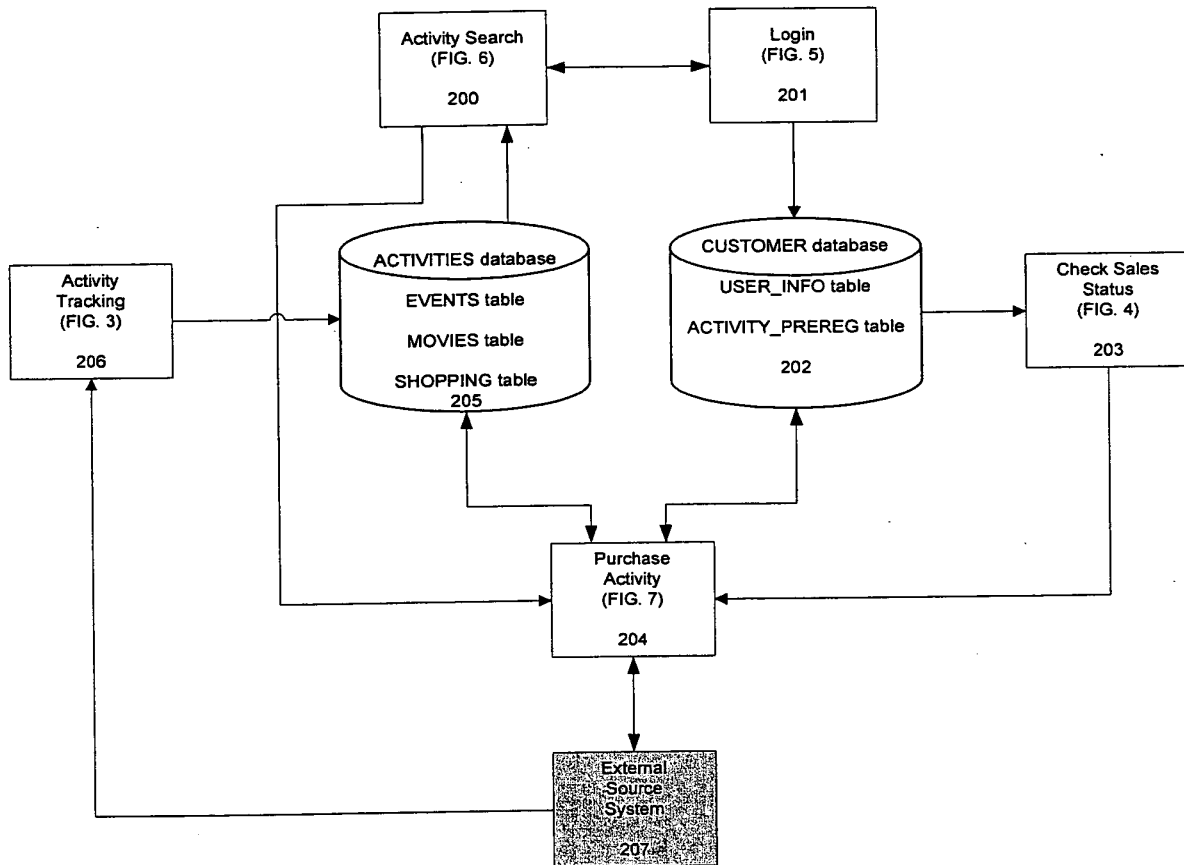 Activity Search
(FIG. 6)
200
Login
(FIG. 5)
201
ACTIVITIES database
EVENTS table
MOVIES table
SHOPPING table
205
CUSTOMER database
USER_INFO table
ACTIVITY_PREREG table
202
Activity
Tracking
(FIG. 3)
206
Check Sales
Status
(FIG. 4)
203
Purchase
Activity
(FIG. 7)
204
External
Source
System
207